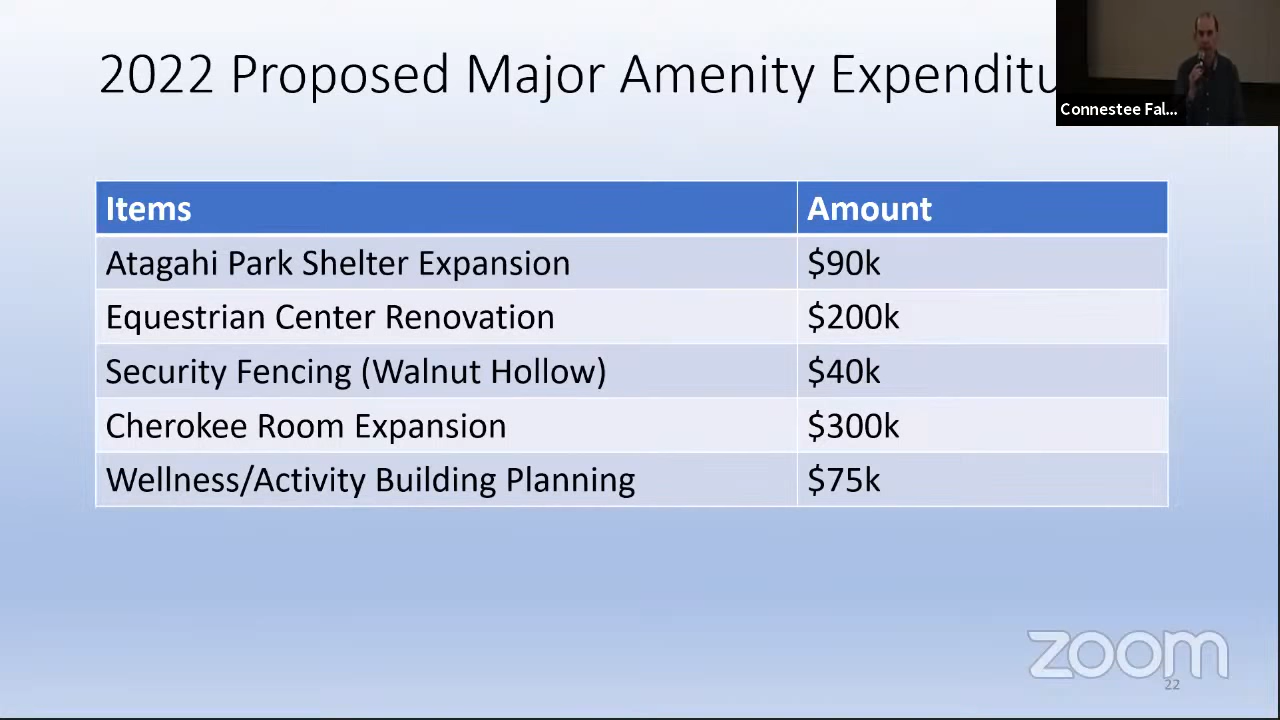 2022 Proposed Major Amenity Expenditu
Connestee Fal...
Items Amount
Atagahi Park Shelter Expansion $90k
Equestrian Center Renovation $200k
Security Fencing (Walnut Hollow) $40k
Cherokee Room Expansion $300k
Wellness/Activity Building Planning $75k
zoom
22